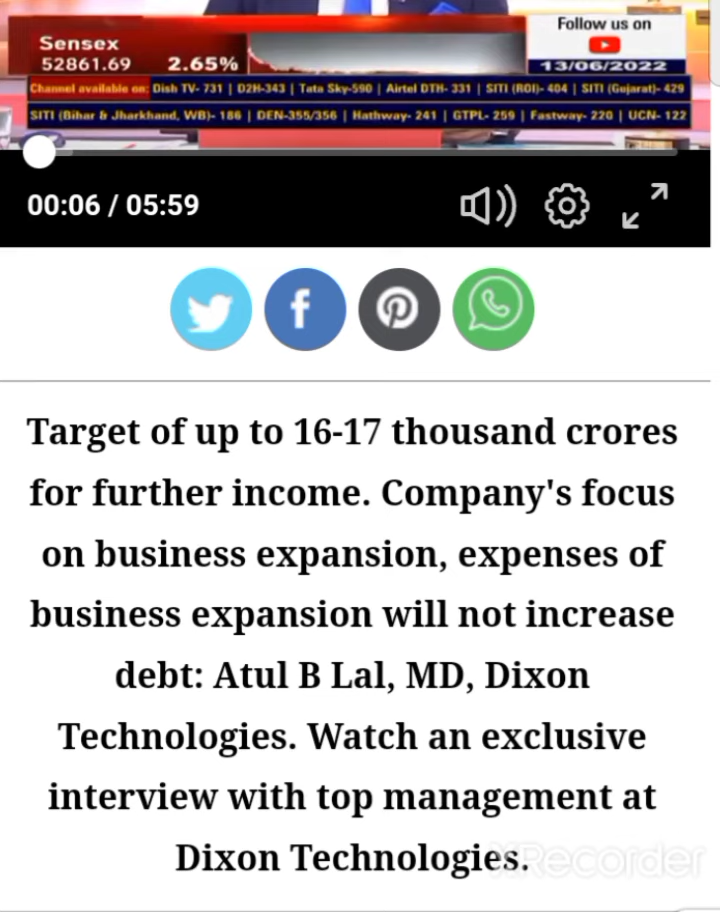 Follow us on
Sensex
52861.69 2.65%
13/06/2022
Channel available on: Dish TV- 731 | D2H-343 | Tata Sky-590 | Airtel DTH- 331 | SITI (ROI)- 404 | SITI (Gujarat)- 429
SITI (Bihar & Jharkhand, WB)- 186 | DEN-355/356 | Hathway- 241 | GTPL- 259 | Fastway- 220 | UCN- 122
00:06 / 05:59
Target of up to 16-17 thousand crores
for further income. Company's focus
on business expansion, expenses of
business expansion will not increase
debt: Atul B Lal, MD, Dixon
Technologies. Watch an exclusive
interview with top management at
Dixon Technologies.
XRecorder